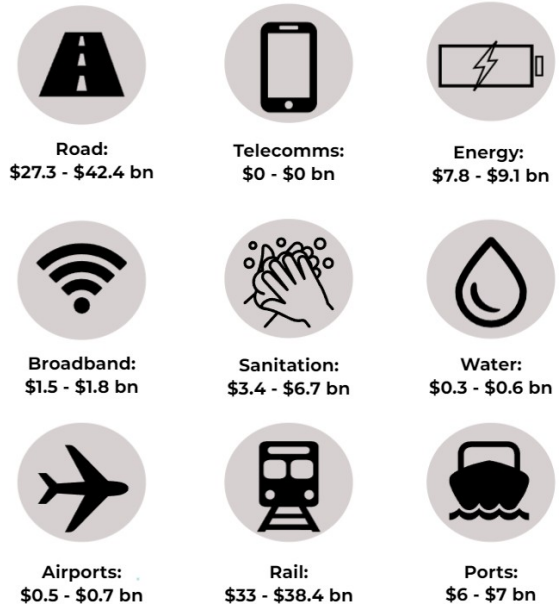 Road:
$27.3 - $42.4 bn
Telecomms:
$0 - $0 bn
Energy:
$7.8 - $9.1 bn
Broadband:
$1.5 - $1.8 bn
Sanitation:
$3.4 - $6.7 bn
Water:
$0.3 - $0.6 bn
Airports:
$0.5 - $0.7 bn
Rail:
$33 - $38.4 bn
Ports:
$6 - $7 bn